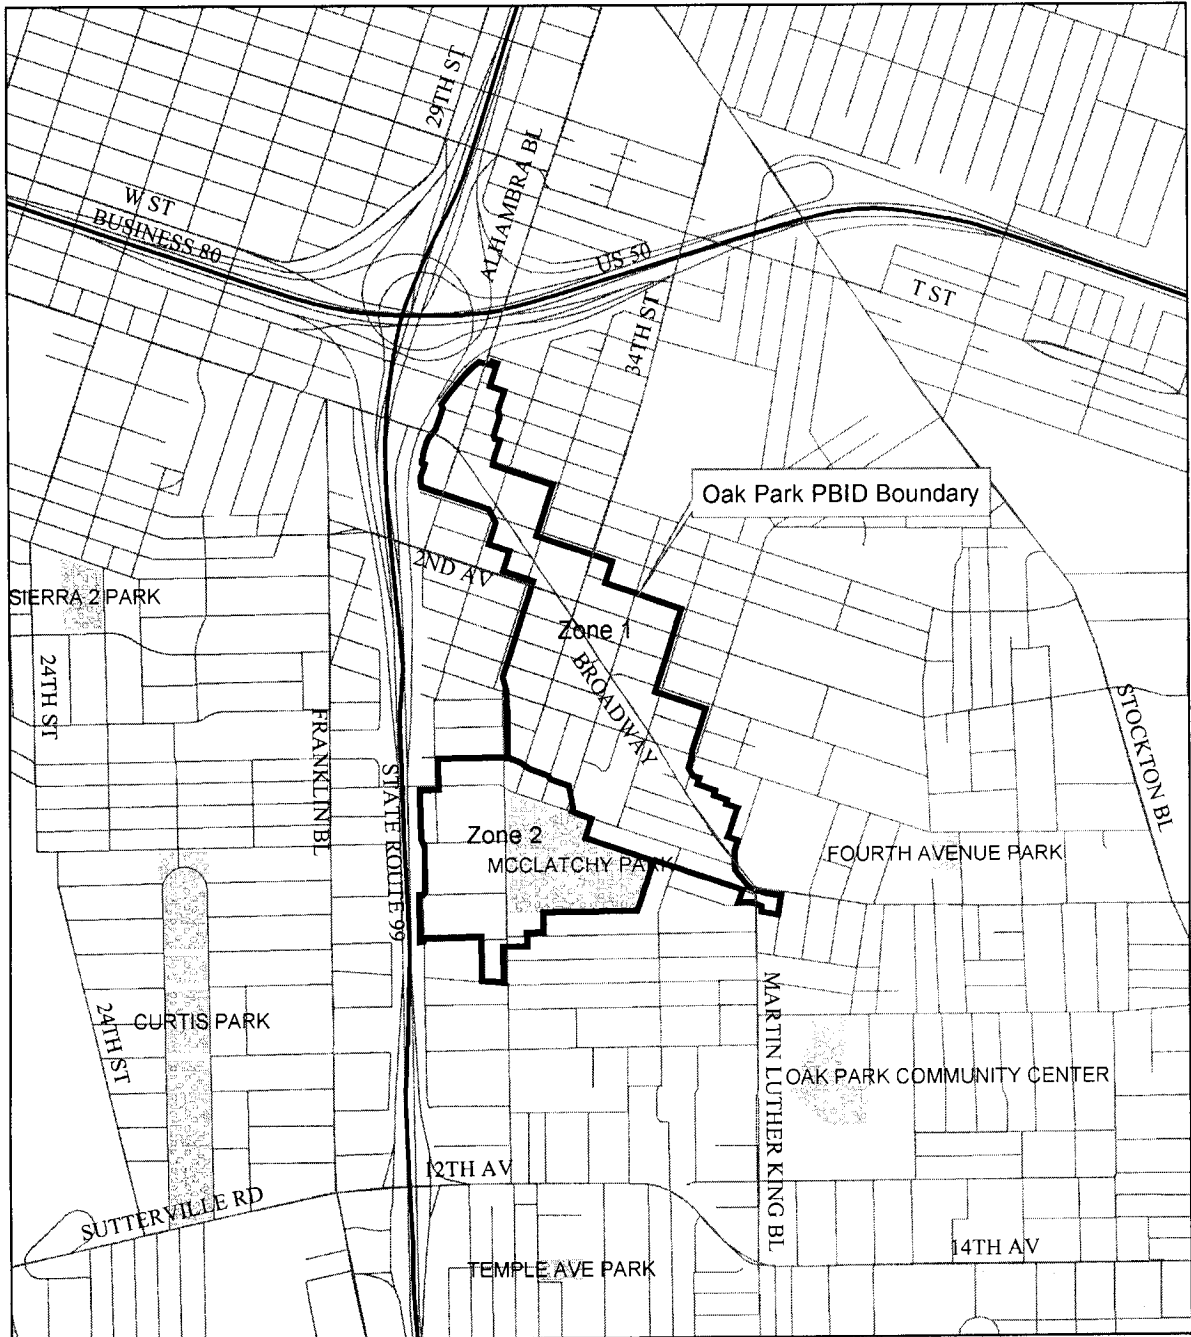 29TH ST
ALHAMBRA BL
W ST
BUSINESS 80
US 50
T ST
34TH ST
Oak Park PBID Boundary
2ND AV
SIERRA 2 PARK
Zone 1
24TH ST
BROADWAY
STOCKTON BL
FRANKLIN BL
STATE ROUTE 99
Zone 2
MCCLATCHY PARK
FOURTH AVENUE PARK
24TH ST
CURTIS PARK
MARTIN LUTHER KING BL
OAK PARK COMMUNITY CENTER
12TH AV
SUTTERVILLE RD
14TH AV
TEMPLE AVE PARK